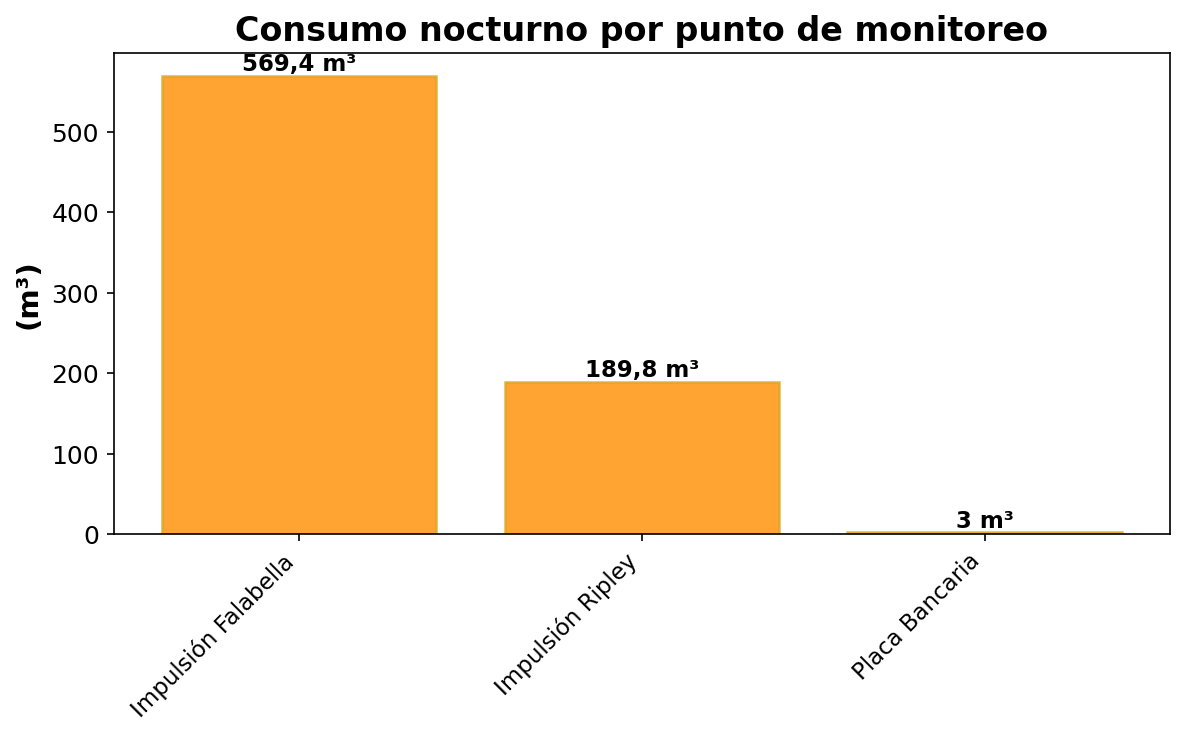 Consumo nocturno por punto de monitoreo
(m³)
500
400
300
200
100
0
569,4 m³
189,8 m³
3 m³
Impulsión Falabella
Impulsión Ripley
Placa Bancaria